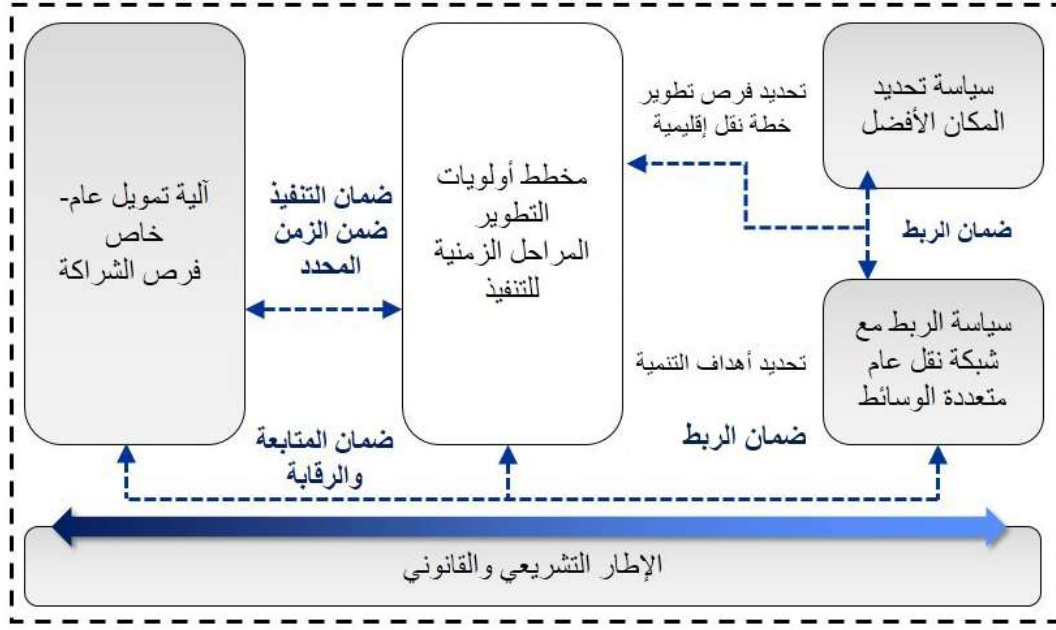 سياسة تحديد
المكان الأفضل
ضمان الربط
سياسة الربط مع
شبكة نقل عام
متعددة الوسائط
تحديد فرص تطوير
خطة نقل إقليمية
تحديد أهداف التنمية
ضمان الربط
مخطط أولويات
التطوير
المراحل الزمنية
للتنفيذ
ضمان التنفيذ
ضمن الزمن
المحدد
ضمان المتابعة
والرقابة
آلية تمويل عام-
خاص
فرص الشراكة
الإطار التشريعي والقانوني